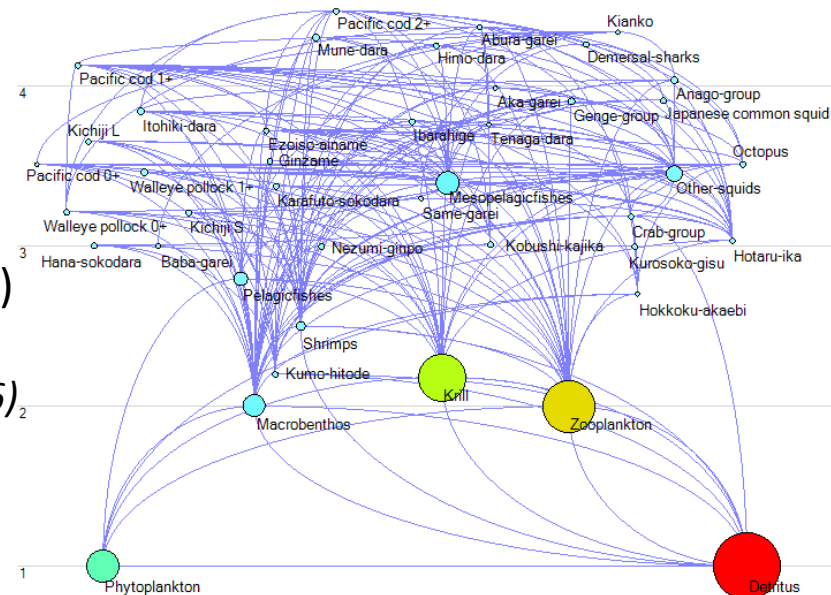 Pacific cod 2+
Kianko
Mune-dara
Abura-garei
Himo-dara
Demersal-sharks
Pacific cod 1+
4
Anago-group
Aka-garei
Genge-group
Japanese common squid
Itohiki-dara
Kichiji L
Ibarahige
Tenaga-dara
Ezoiso-ainame
Octopus
Ginzame
Pacific cod 0+
Walleye pollock 1+
Other-squids
Mesopelagicfishes
Karafuto-sokodara
Same-garei
Walleye pollock 0+
Kichiji S
Crab-group
3
Nezumi-ginpo
Kobushi-kajika
Hotaru-ika
Hana-sokodara
Baba-garei
Kurosoko-gisu
)
Pelagicfishes
Hokkoku-akaebi
Shrimps
Kumo-hitode
Krill
)
2
Macrobenthos
Zooplankton
1
Phytoplankton
Detritus